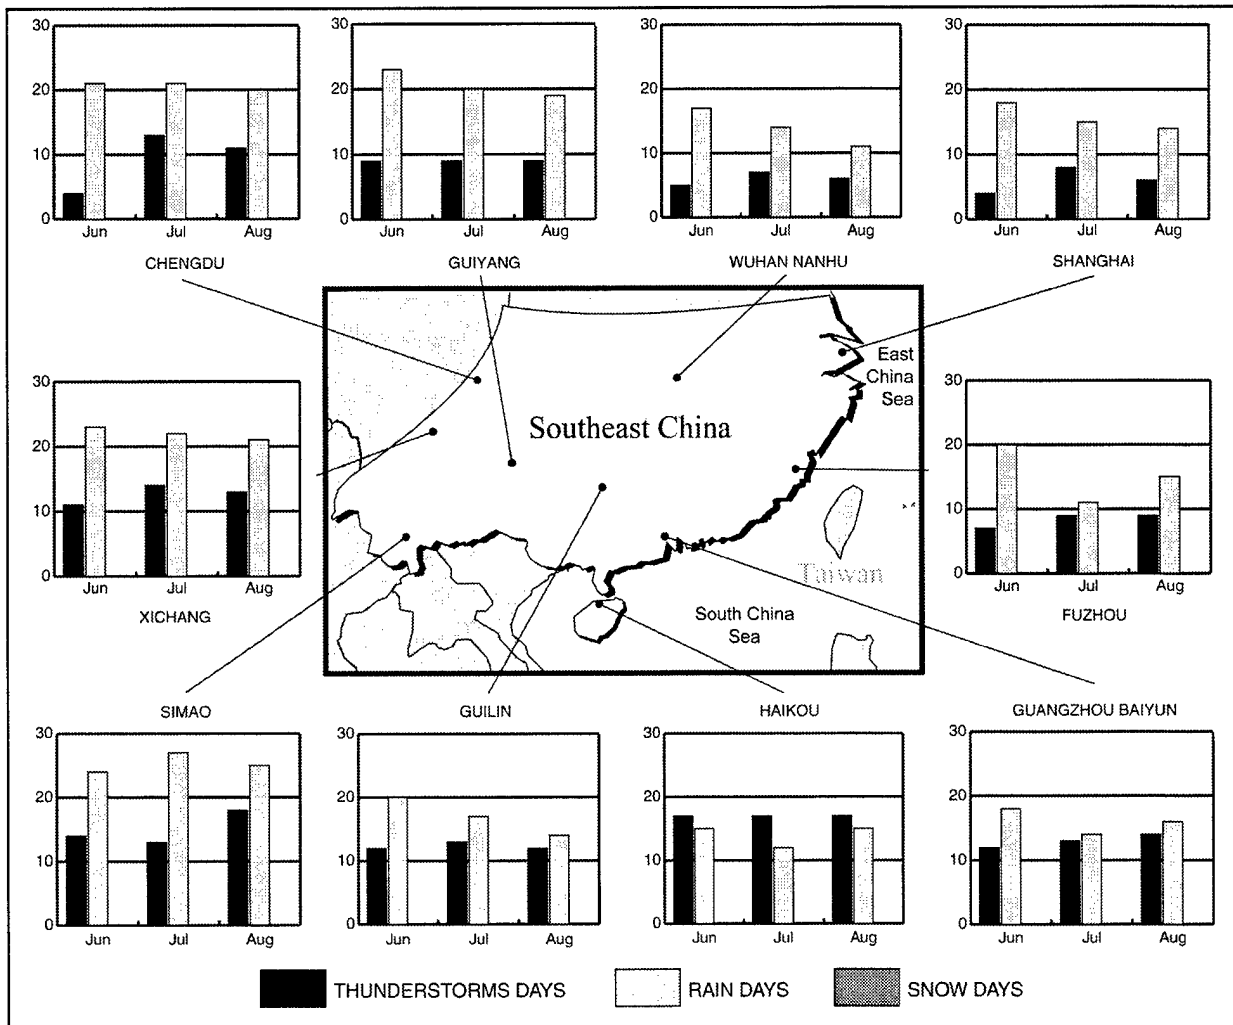 30
20
10
0
Jun
Jul
Aug
CHENGDU
30
20
10
0
Jun
Jul
Aug
GUIYANG
30
20
10
0
Jun
Jul
Aug
WUHAN NANHU
30
20
10
0
Jun
Jul
Aug
SHANGHAI
30
20
10
0
Jun
Jul
Aug
XICHANG
East
China
Sea
Southeast China
Taiwan
South China
Sea
30
20
10
0
Jun
Jul
Aug
FUZHOU
SIMAO
30
20
10
0
Jun
Jul
Aug
GUILIN
30
20
10
0
Jun
Jul
Aug
HAIKOU
30
20
10
0
Jun
Jul
Aug
GUANGZHOU BAIYUN
30
20
10
0
Jun
Jul
Aug
THUNDERSTORMS DAYS
RAIN DAYS
SNOW DAYS